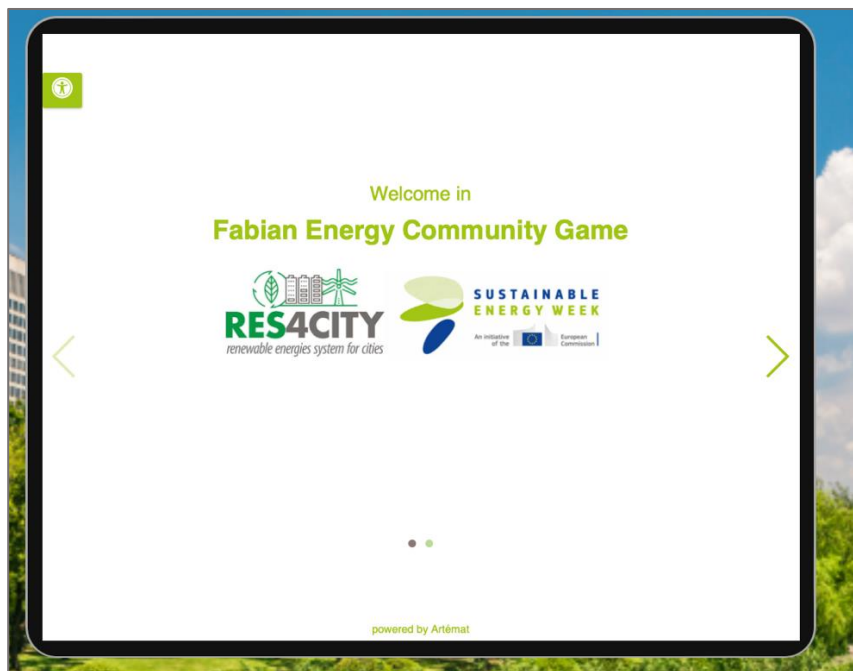 Welcome in
Fabian Energy Community Game
RES4CITY
renewable energies system for cities
SUSTAINABLE
ENERGY WEEK
An initiative
of the
European
Commission
powered by Artémat